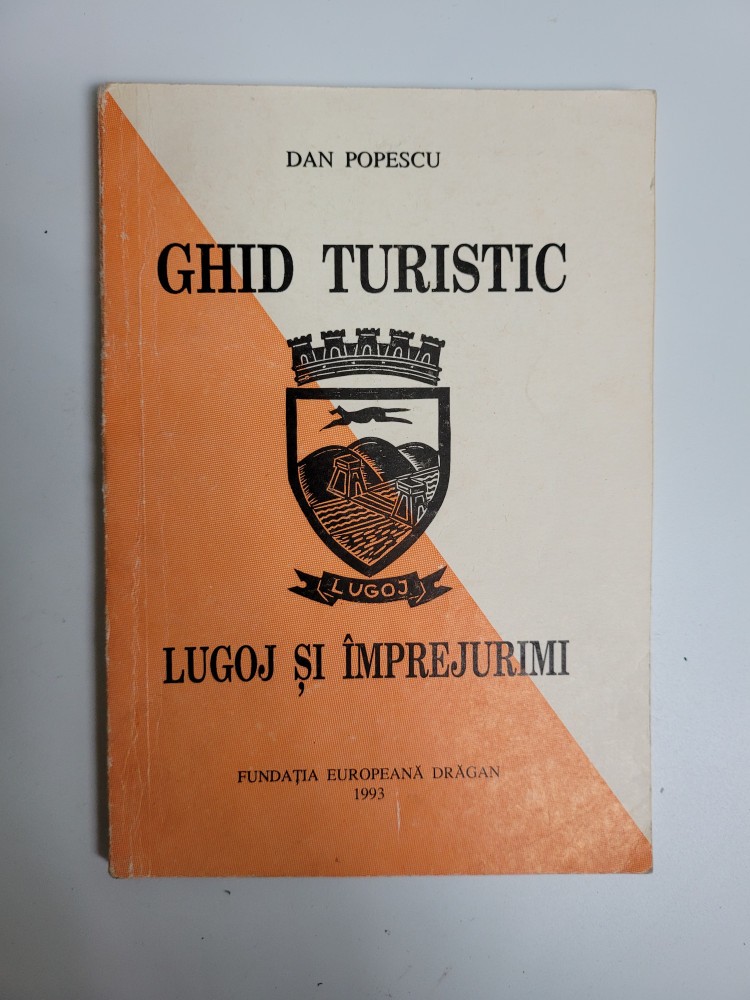 DAN POPESCU
GHID TURISTIC
LUGOJ
LUGOJ ȘI ÎMPREJURIMI
FUNDAȚIA EUROPEANĂ DRĂGAN
1993